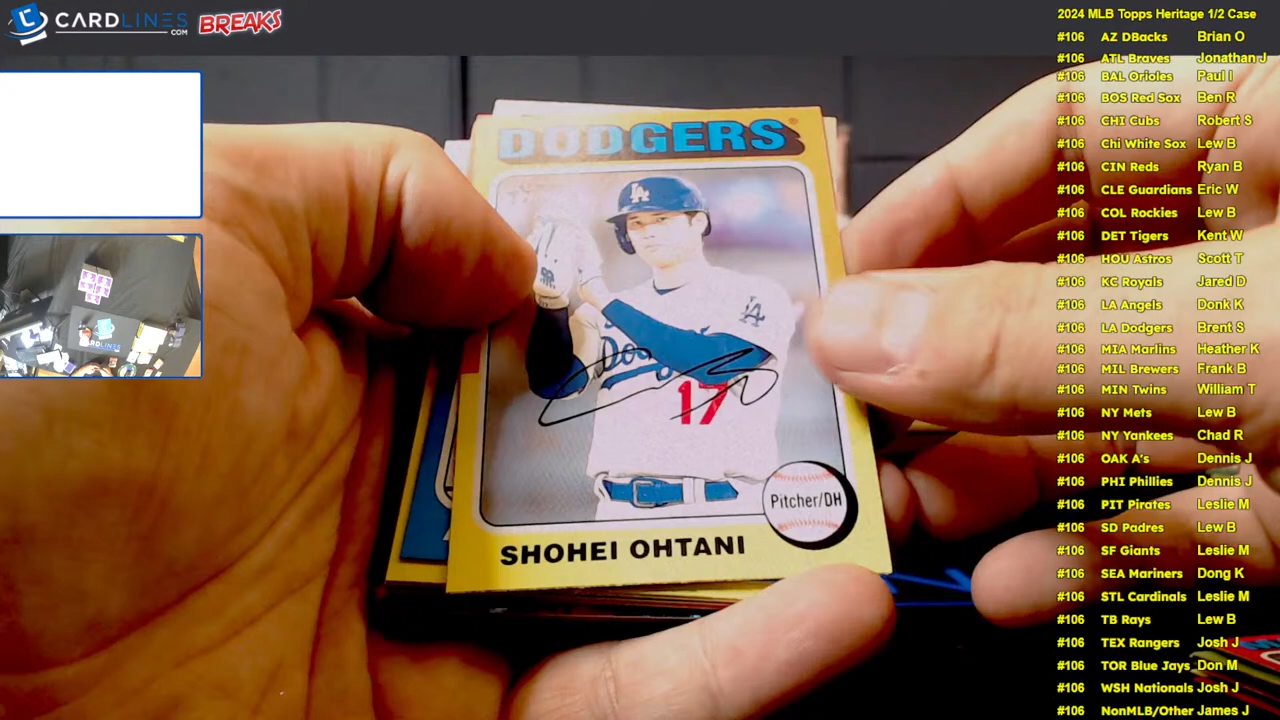 CARDLINES
.COM
BREAKS
2024 MLB Topps Heritage 1/2 Case
#106 AZ DBacks Brian O
#106 ATL Braves Jonathan J
#106 BAL Orioles Paul I
#106 BOS Red Sox Ben R
#106 CHI Cubs Robert S
#106 Chi White Sox Lew B
#106 CIN Reds Ryan B
#106 CLE Guardians Eric W
#106 COL Rockies Lew B
#106 DET Tigers Kent W
#106 HOU Astros Scott T
#106 KC Royals Jared D
#106 LA Angels Donk K
#106 LA Dodgers Brent S
#106 MIA Marlins Heather K
#106 MIL Brewers Frank B
#106 MIN Twins William T
#106 NY Mets Lew B
#106 NY Yankees Chad R
#106 OAK A's Dennis J
#106 PHI Phillies Dennis J
#106 PIT Pirates Leslie M
#106 SD Padres Lew B
#106 SF Giants Leslie M
#106 SEA Mariners Dong K
#106 STL Cardinals Leslie M
#106 TB Rays Lew B
#106 TEX Rangers Josh J
#106 TOR Blue Jays Don M
#106 WSH Nationals Josh J
#106 NonMLB/Other James J
DODGERS
LA
LA
Dod
17
Pitcher/DH
SHOHEI OHTANI